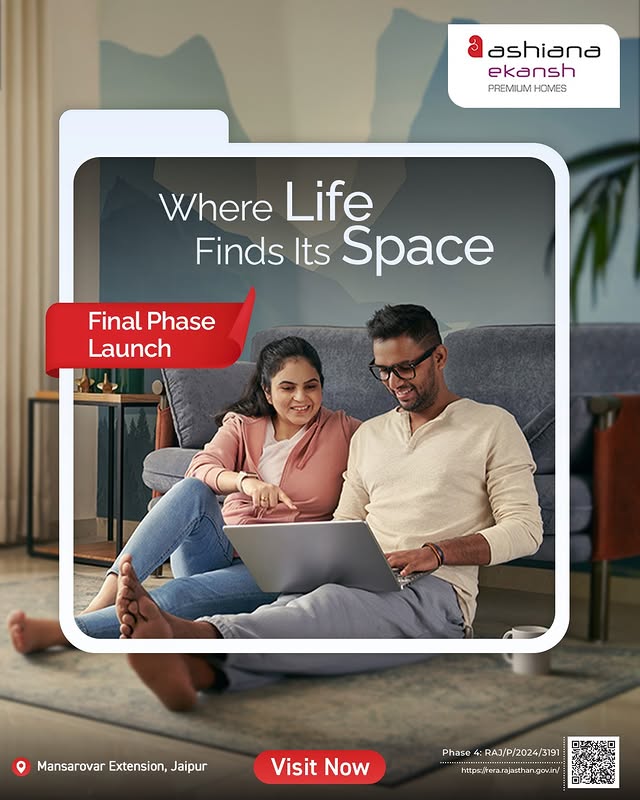 ashiana
ekansh
PREMIUM HOMES
Where Life
Finds Its Space
Final Phase
Launch
Mansarovar Extension, Jaipur
Visit Now
Phase 4: RAJ/P/2024/3191
https://rera.rajasthan.gov.in/